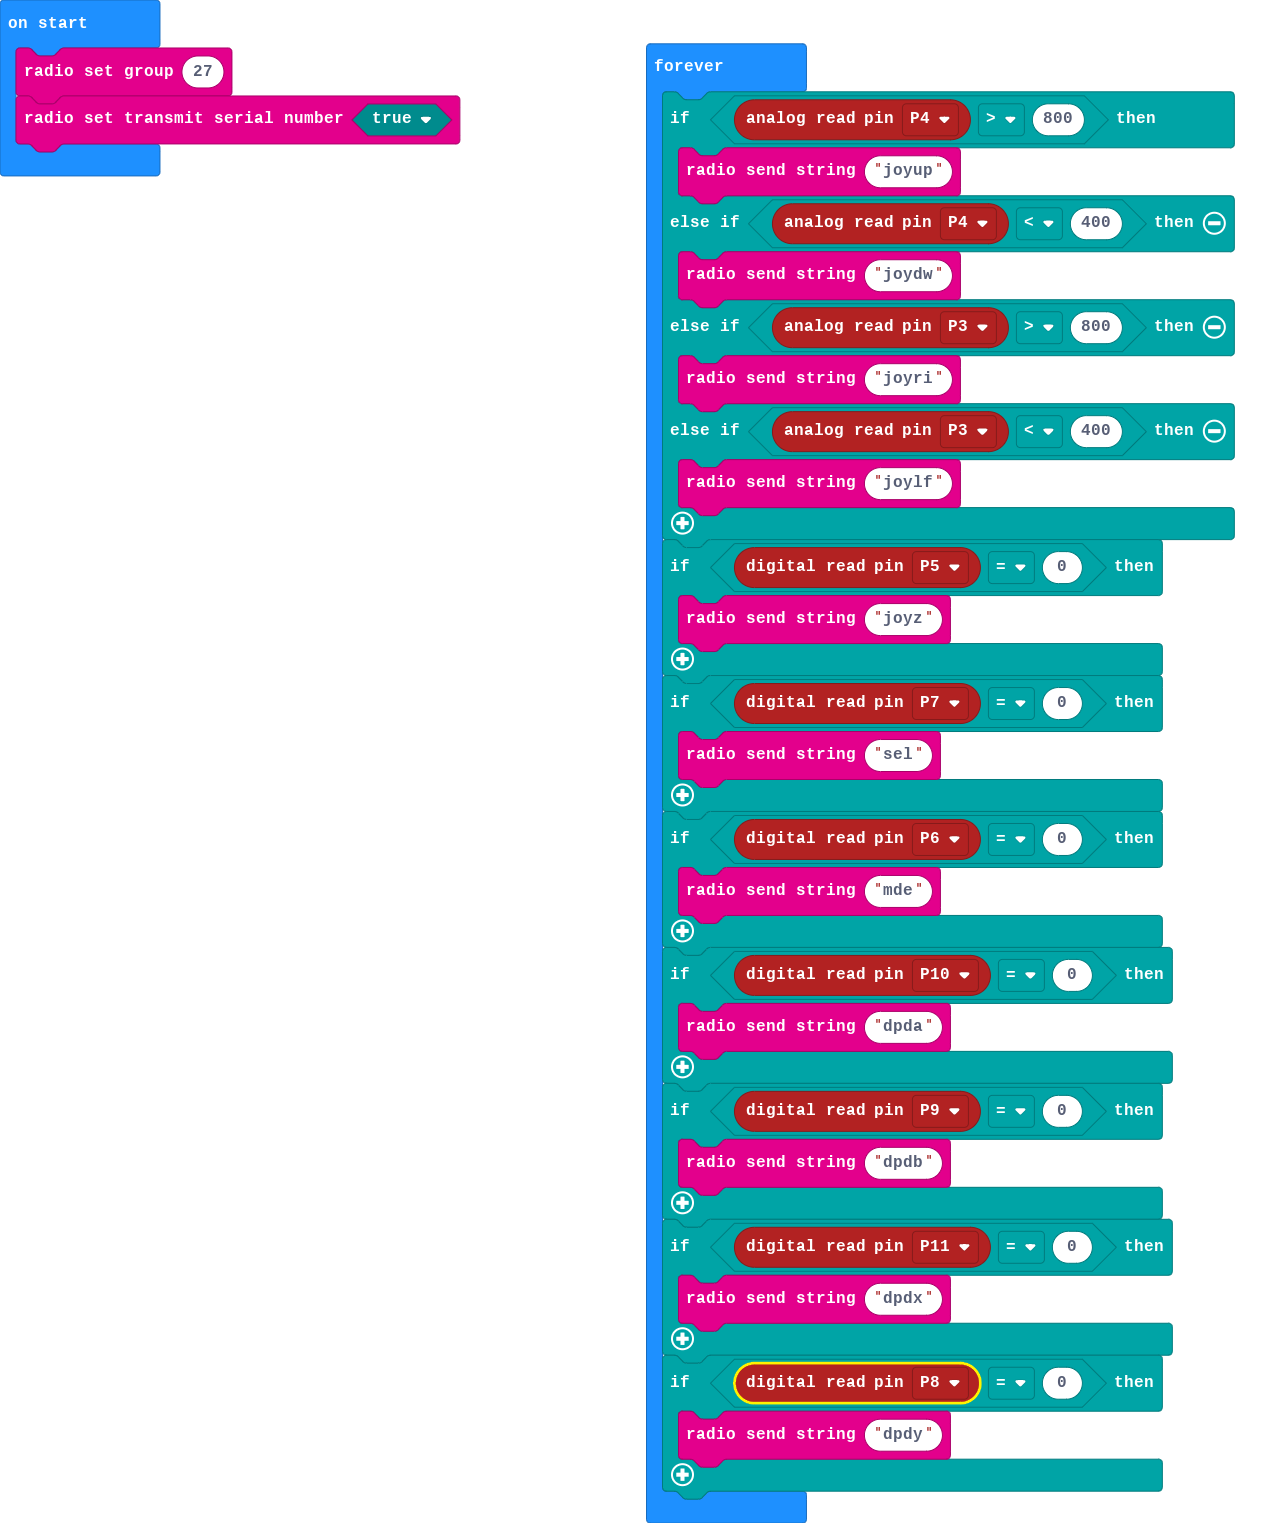 on start
radio set group 27
radio set transmit serial number true
forever
if analog read pin P4 > 800 then
radio send string "joyup"
else if analog read pin P4 < 400 then
radio send string "joydw"
else if analog read pin P3 > 800 then
radio send string "joyri"
else if analog read pin P3 < 400 then
radio send string "joylf"
if digital read pin P5 = 0 then
radio send string "joyz"
if digital read pin P7 = 0 then
radio send string "sel"
if digital read pin P6 = 0 then
radio send string "mde"
if digital read pin P10 = 0 then
radio send string "dpda"
if digital read pin P9 = 0 then
radio send string "dpdb"
if digital read pin P11 = 0 then
radio send string "dpdx"
if digital read pin P8 = 0 then
radio send string "dpdy"